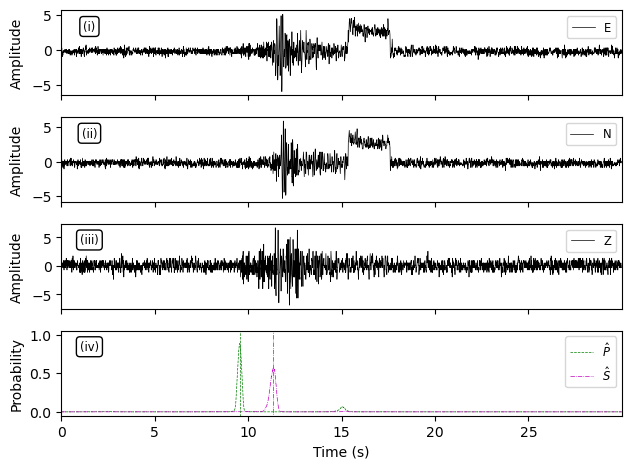 5
0
−5
Amplitude
(i)
E
5
0
−5
Amplitude
(ii)
N
5
0
−5
Amplitude
(iii)
Z
1.0
0.5
0.0
Probability
(iv)
P̂
Ŝ
0 5 10 15 20 25
Time (s)